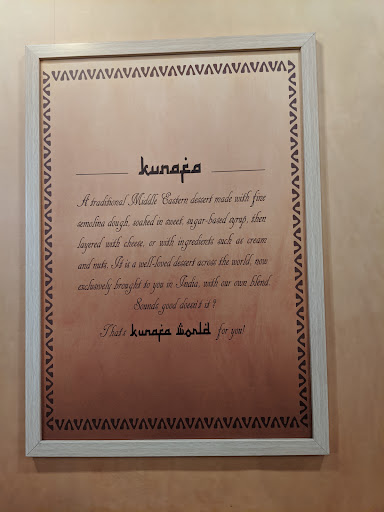 kunafa
A traditional Middle Eastern dessert made with fine
semolina dough, soaked in sweet, sugar-based syrup, then
layered with cheese, or with ingredients such as cream
and nuts. It is a well-loved dessert across the world, now
exclusively brought to you in India, with our own blend.
Sounds good doesn't it?
That's kunafa world for you!